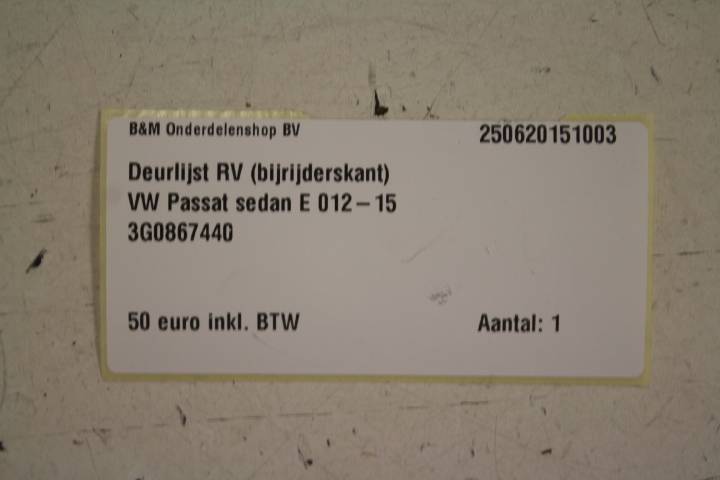 B&M Onderdelenshop BV 250620151003
Deurlijst RV (bijrijderskant)
VW Passat sedan E 012-15
3G0867440
50 euro inkl. BTW Aantal: 1